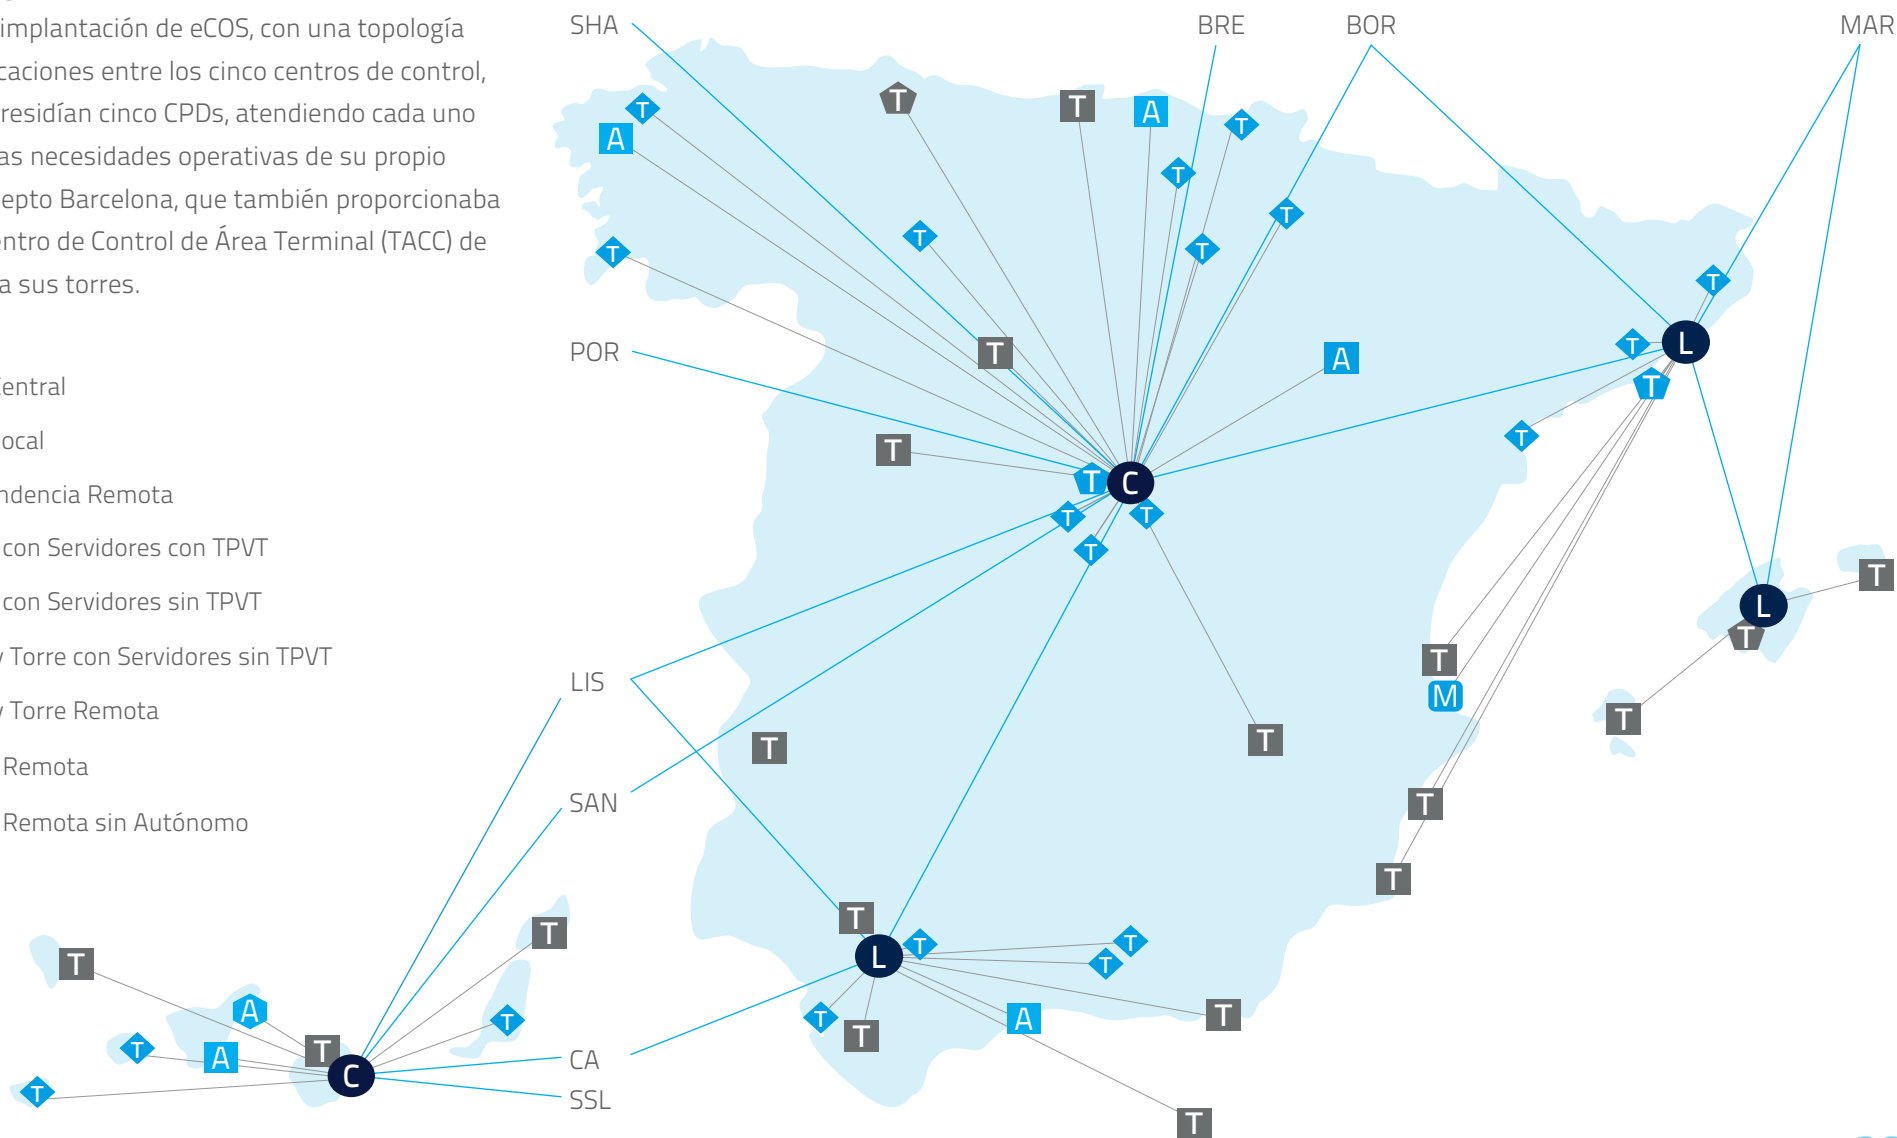 implantación de eCOS, con una topología
caciones entre los cinco centros de control,
residían cinco CPDs, atendiendo cada uno
as necesidades operativas de su propio
epto Barcelona, que también proporcionaba
entro de Control de Área Terminal (TACC) de
a sus torres.
entral
ocal
ndencia Remota
con Servidores con TPVT
con Servidores sin TPVT
y Torre con Servidores sin TPVT
y Torre Remota
Remota
Remota sin Autónomo
SHA
BRE
BOR
MAR
T
T
T
A
T
A
T
T
T
T
T
T
T
L
T
POR
T
A
T
T
T
T
C
T
T
T
T
L
T
T
M
LIS
T
T
T
T
SAN
T
T
T
T
L
T
T
T
T
T
A
T
T
T
T
A
T
T
T
A
C
T
CA
SSL